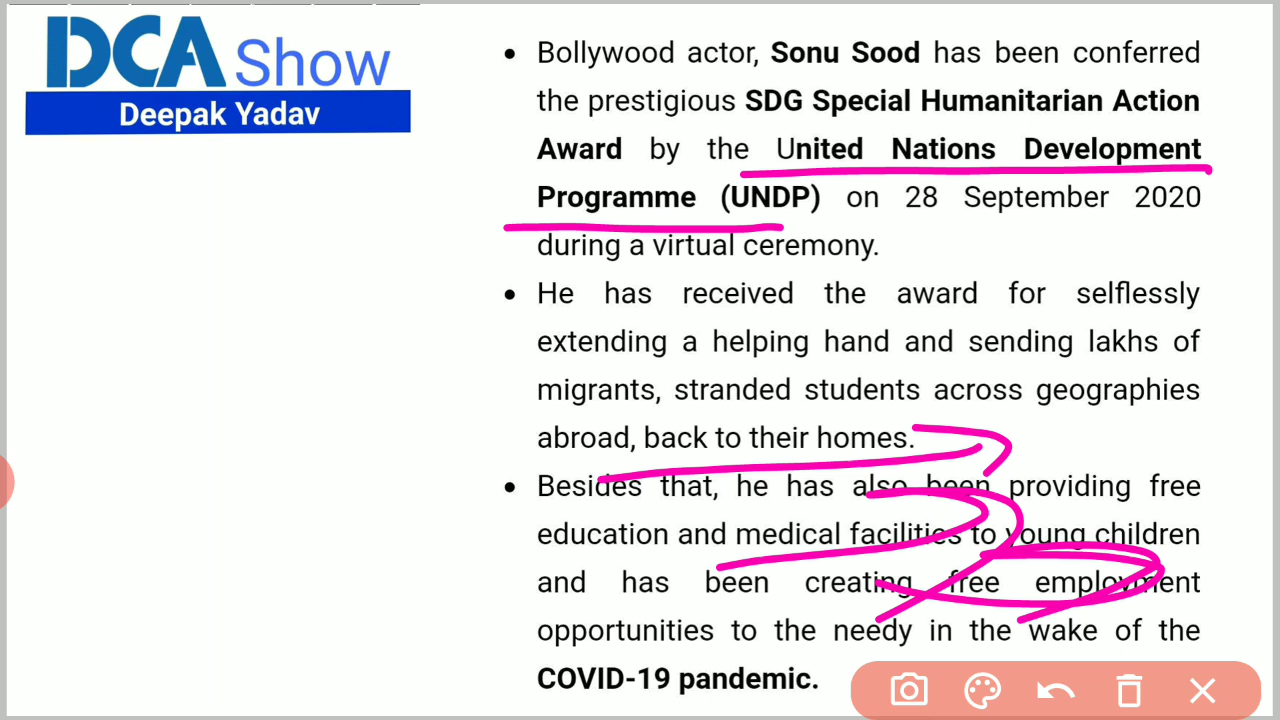 DCA Show
Deepak Yadav
• Bollywood actor, Sonu Sood has been conferred
the prestigious SDG Special Humanitarian Action
Award by the United Nations Development
Programme (UNDP) on 28 September 2020
during a virtual ceremony.
• He has received the award for selflessly
extending a helping hand and sending lakhs of
migrants, stranded students across geographies
abroad, back to their homes.
• Besides that, he has also been providing free
education and medical facilities to young children
and has been creating free employment
opportunities to the needy in the wake of the
COVID-19 pandemic.